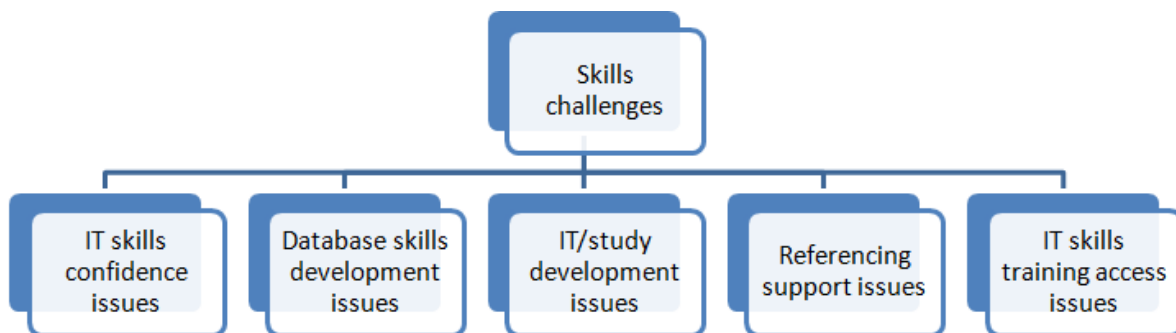 Skills
challenges
IT skills
confidence
issues
Database skills
development
issues
IT/study
development
issues
Referencing
support issues
IT skills
training access
issues